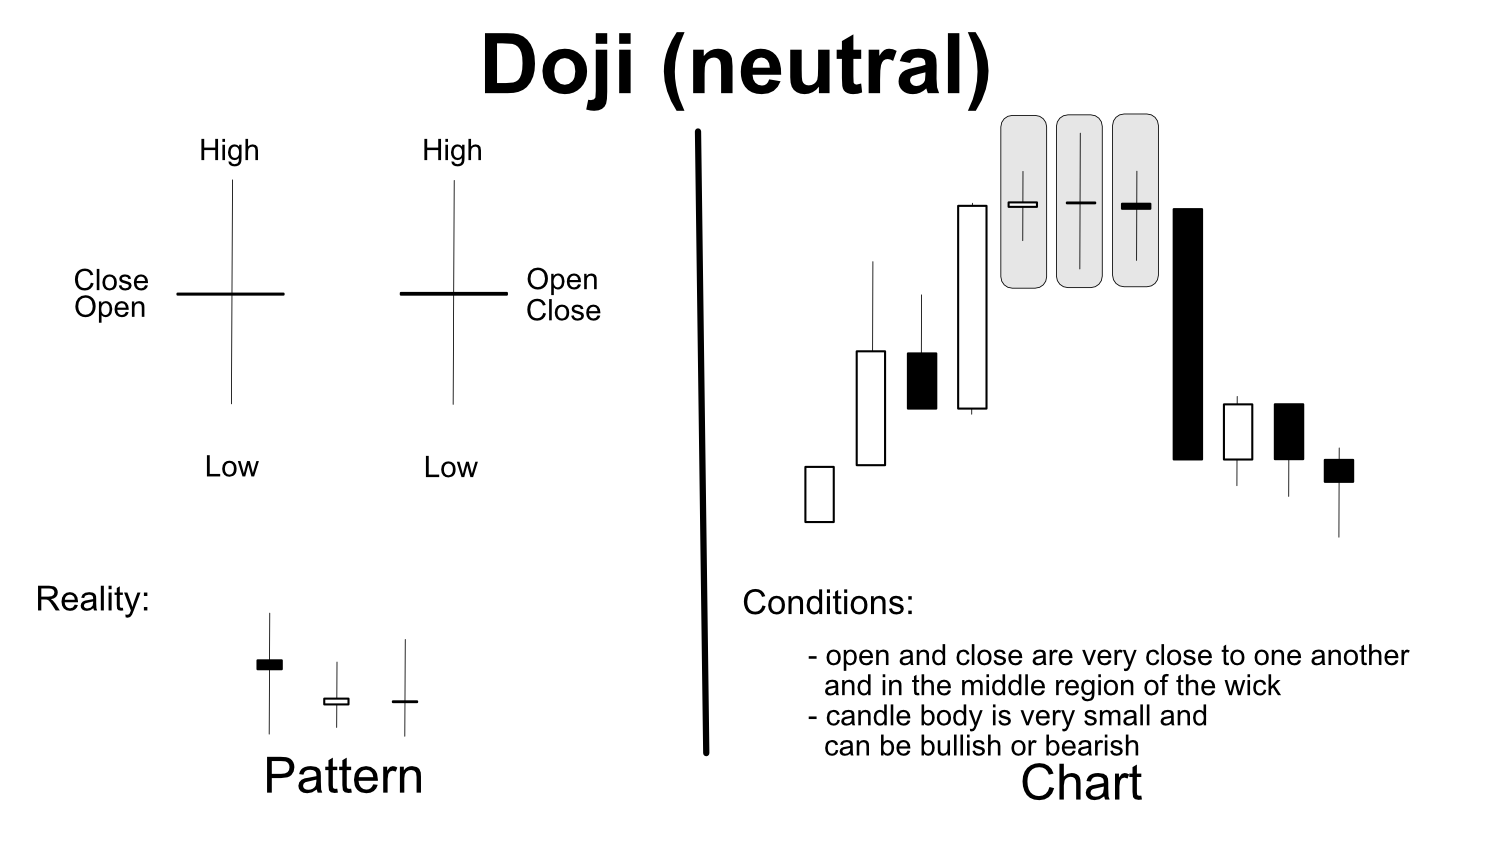 Doji (neutral)
High
High
Close
Open
Open
Close
Low
Low
Reality:
Pattern
Conditions:
- open and close are very close to one another
and in the middle region of the wick
- candle body is very small and
can be bullish or bearish
Chart